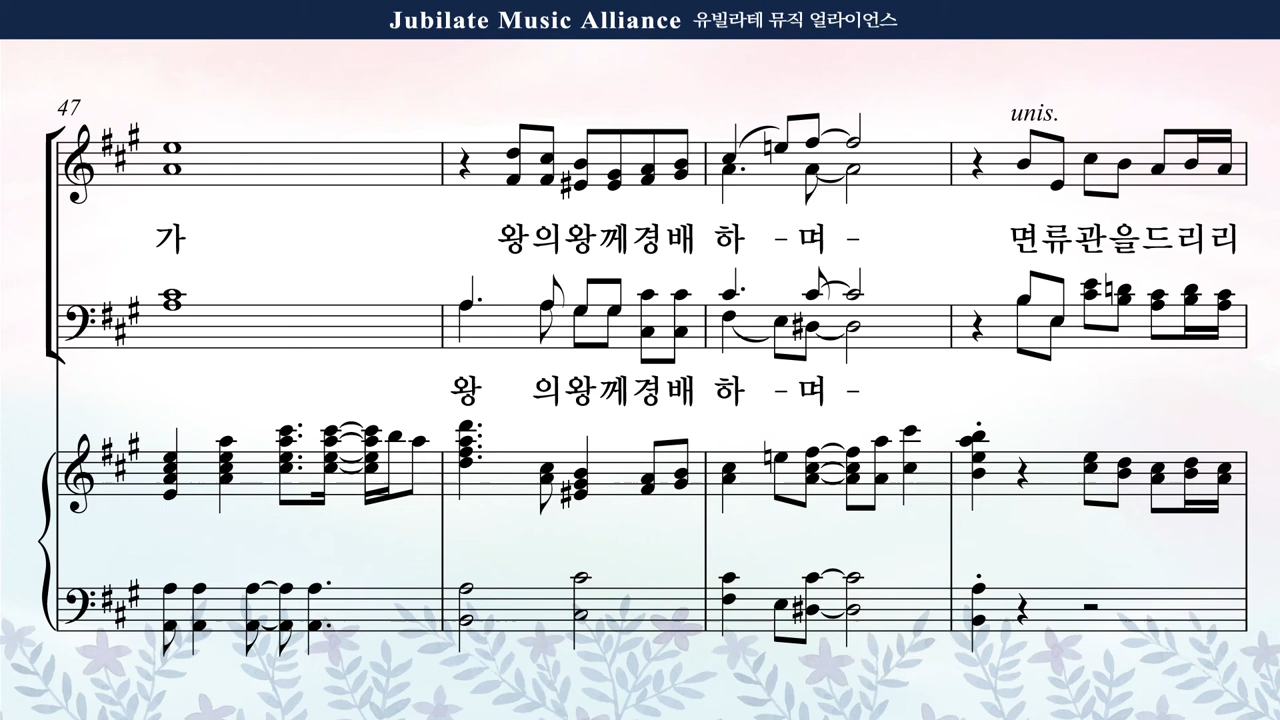 Jubilate Music Alliance 유빌라테 뮤직 얼라이언스
47
unis.
가 왕의왕께경배 하 - 며 - 면류관을드리리
왕 의왕께경배 하 - 며 -